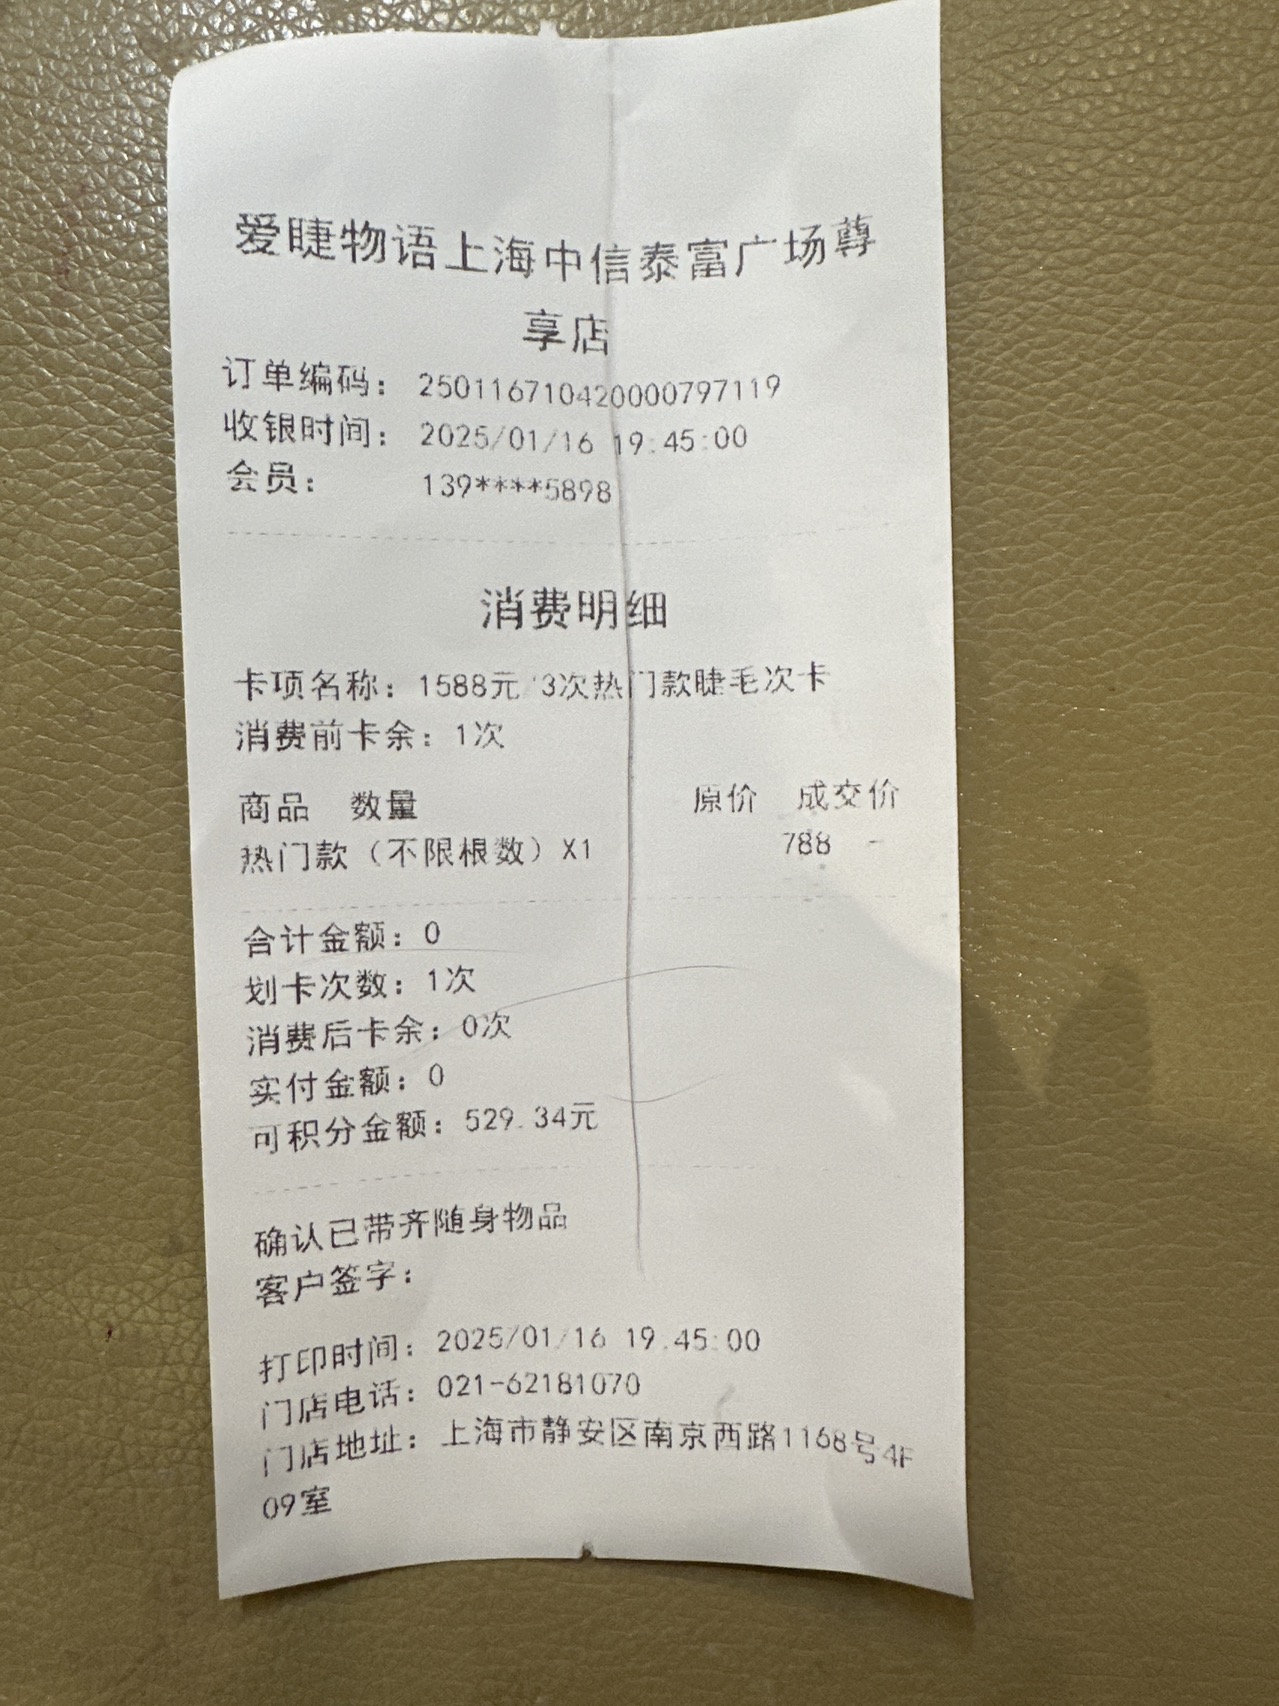 爱睫物语上海中信泰富广场尊
享店
订单编码： 250116710420000797119
收银时间： 2025/01/16 19:45:00
会员： 139****5898
消费明细
卡项名称：1588元/3次热门款睫毛次卡
消费前卡余：1次
商品 数量 原价 成交价
热门款（不限根数）X1 788 -
合计金额：0
划卡次数：1次
消费后卡余：0次
实付金额：0
可积分金额：529.34元
确认已带齐随身物品
客户签字：
打印时间：2025/01/16 19:45:00
门店电话：021-62181070
门店地址：上海市静安区南京西路1168号4F
09室